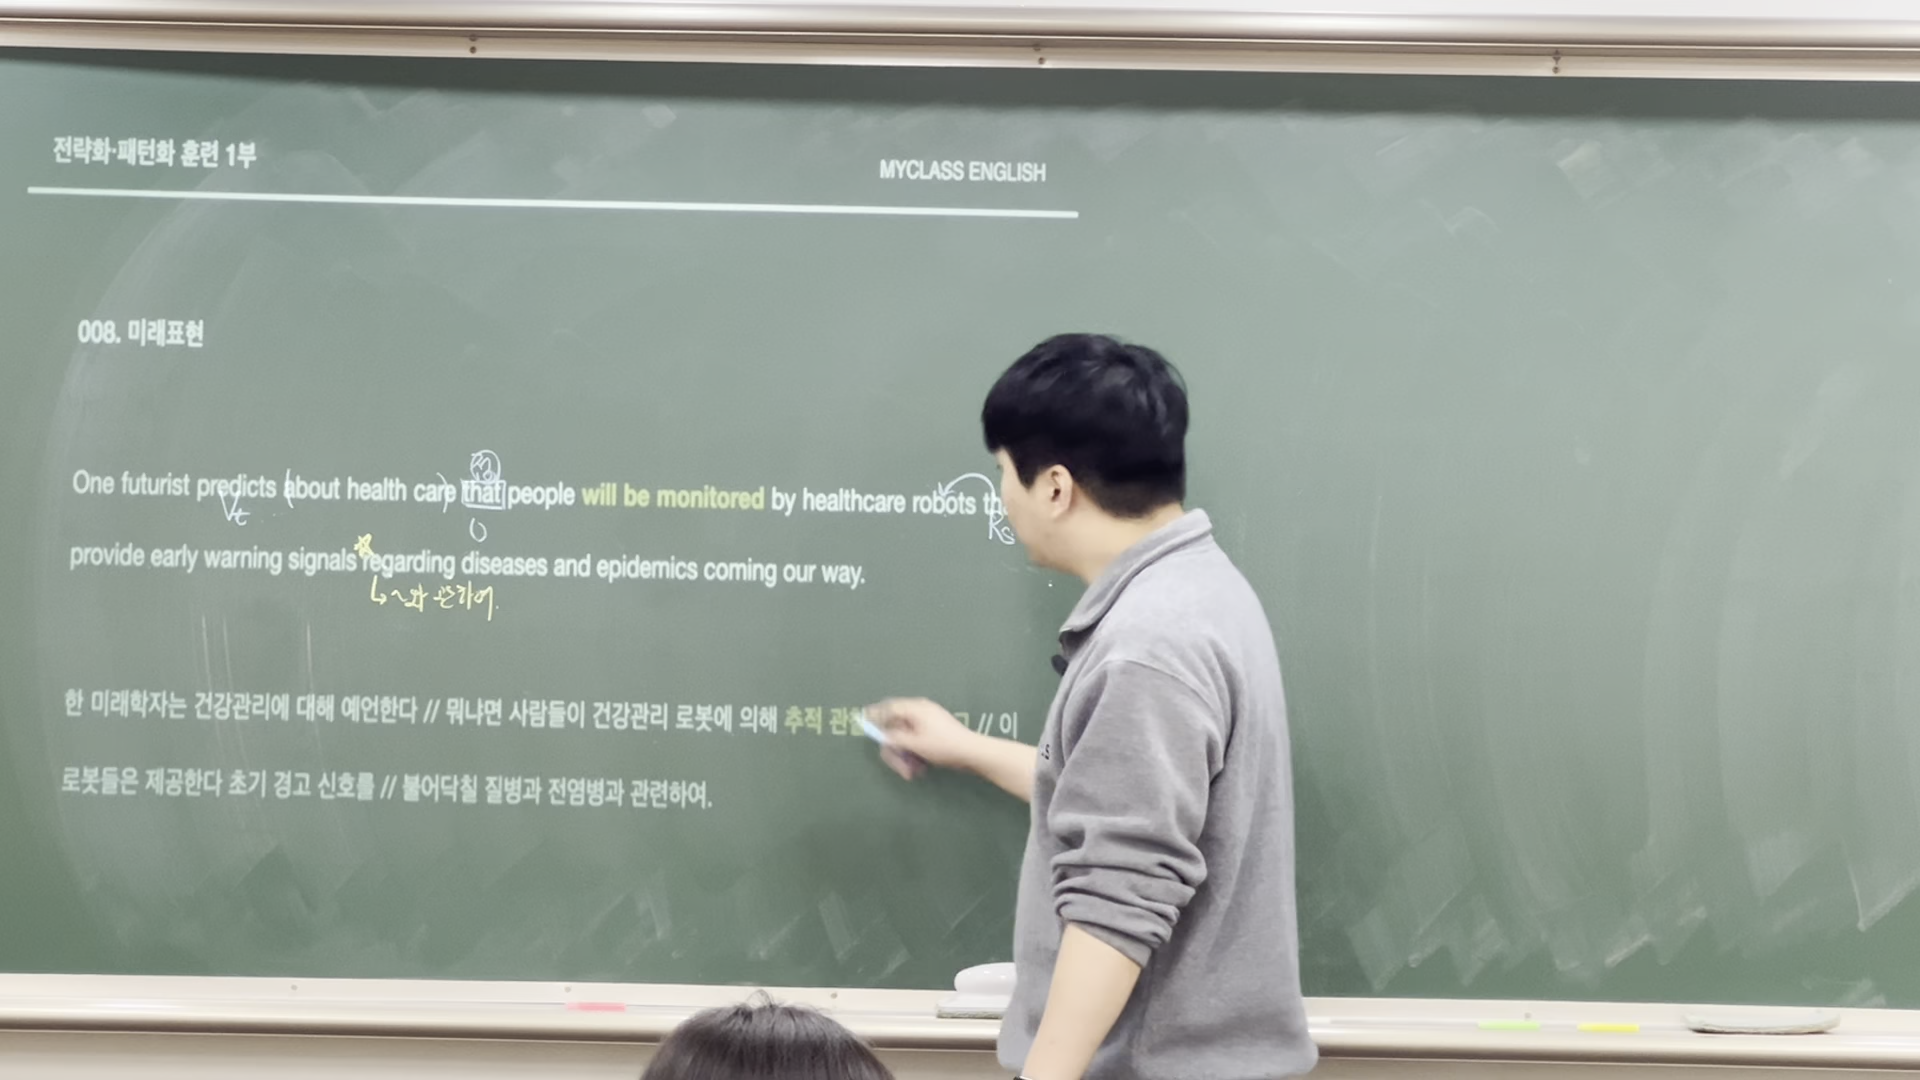 전략화·패턴화 훈련 1부
MYCLASS ENGLISH
008. 미래표현
One futurist predicts about health care that people will be monitored by healthcare robots
Vt
O
Rs
provide early warning signals regarding diseases and epidemics coming our way.
↳ ~와 관하여.
한 미래학자는 건강관리에 대해 예언한다 // 뭐냐면 사람들이 건강관리 로봇에 의해 추적 // 이
로봇들은 제공한다 초기 경고 신호를 // 불어닥칠 질병과 전염병과 관련하여.